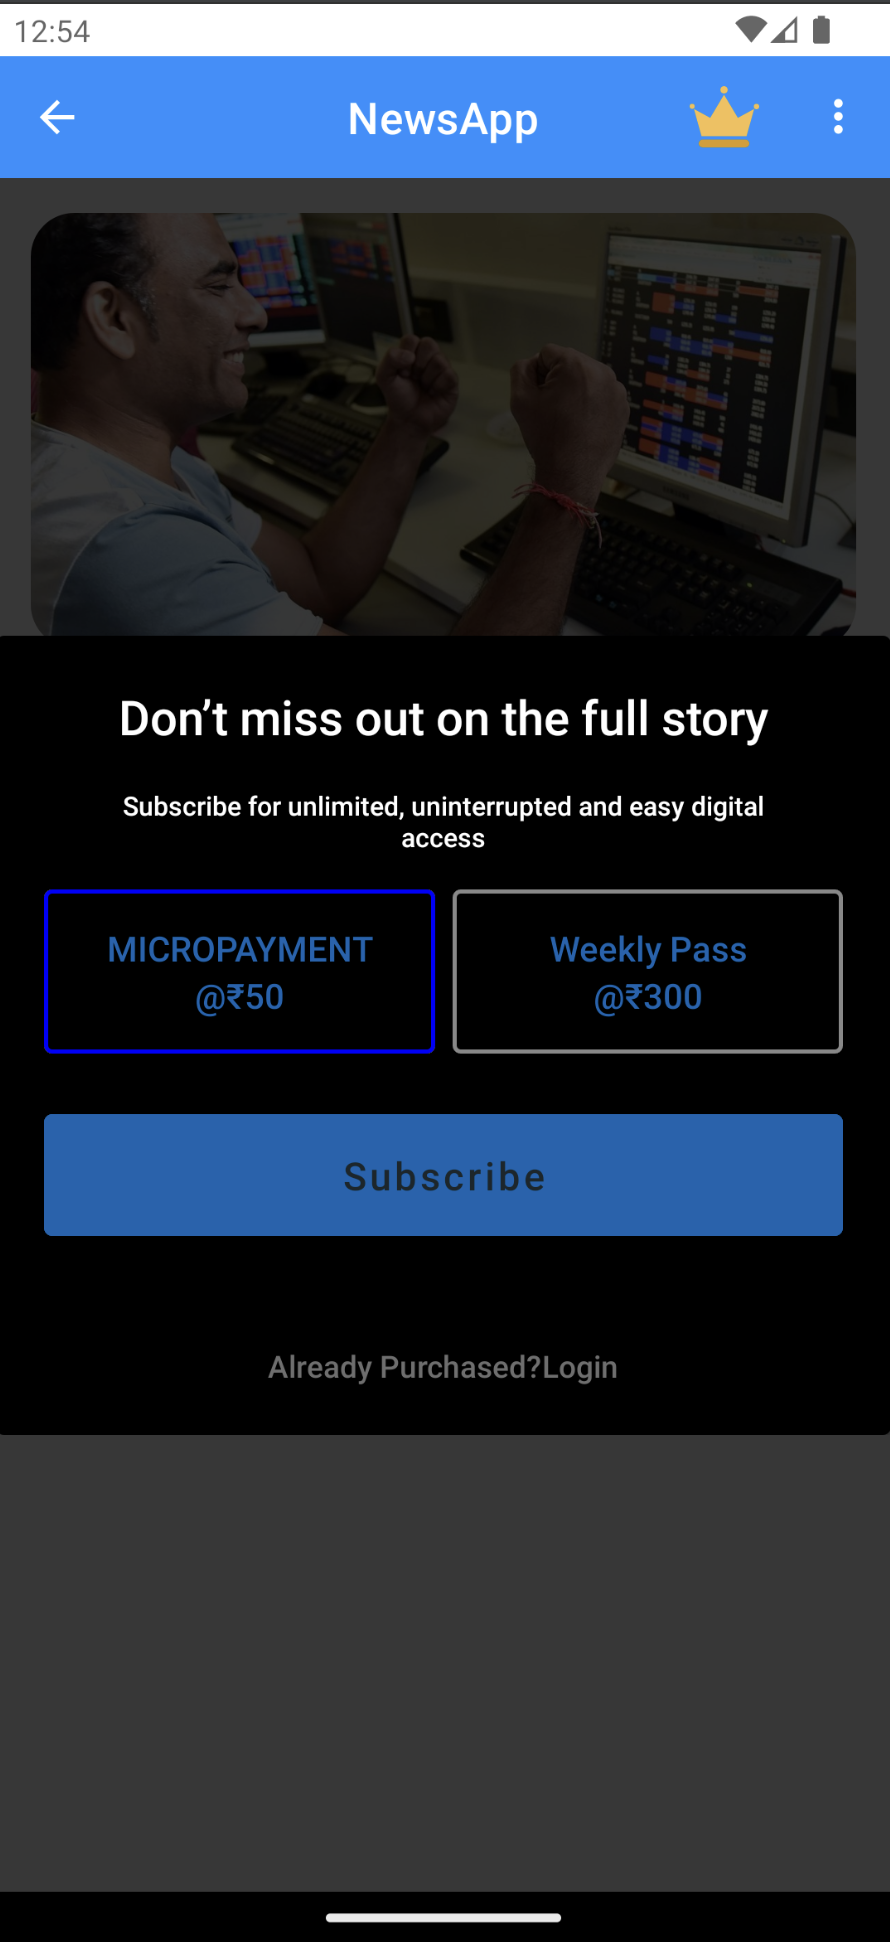 12:54
NewsApp
Don’t miss out on the full story
Subscribe for unlimited, uninterrupted and easy digital
access
MICROPAYMENT
@₹50
Weekly Pass
@₹300
Subscribe
Already Purchased?Login